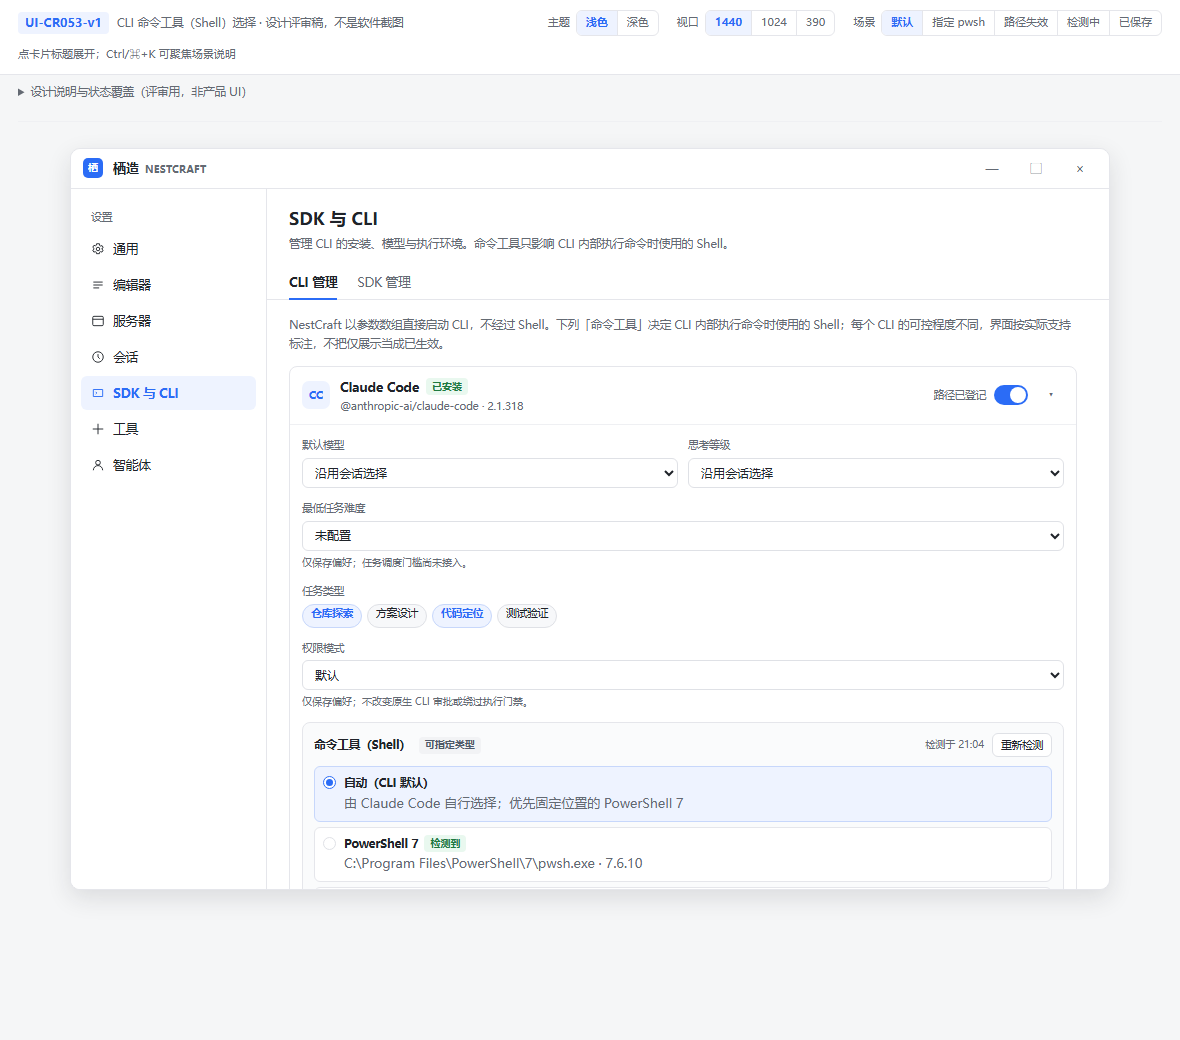 UI-CR053-v1 CLI 命令工具（Shell）选择 · 设计评审稿，不是软件截图 主题 浅色 深色 视口 1440 1024 390 场景 默认 指定 pwsh 路径失效 检测中 已保存
点卡片标题展开；Ctrl/⌘+K 可聚焦场景说明
▶ 设计说明与状态覆盖（评审用，非产品 UI）
栖 栖造 NESTCRAFT
设置
通用
编辑器
服务器
会话
SDK 与 CLI
工具
智能体
SDK 与 CLI
管理 CLI 的安装、模型与执行环境。命令工具只影响 CLI 内部执行命令时使用的 Shell。
CLI 管理 SDK 管理
NestCraft 以参数数组直接启动 CLI，不经过 Shell。下列「命令工具」决定 CLI 内部执行命令时使用的 Shell；每个 CLI 的可控程度不同，界面按实际支持
标注，不把仅展示当成已生效。
CC Claude Code 已安装
@anthropic-ai/claude-code · 2.1.318
路径已登记
默认模型 思考等级
沿用会话选择 沿用会话选择
最低任务难度
未配置
仅保存偏好；任务调度门槛尚未接入。
任务类型
仓库探索 方案设计 代码定位 测试验证
权限模式
默认
仅保存偏好；不改变原生 CLI 审批或绕过执行门禁。
命令工具（Shell） 可指定类型 检测于 21:04 重新检测
自动（CLI 默认）
由 Claude Code 自行选择；优先固定位置的 PowerShell 7
PowerShell 7 检测到
C:\Program Files\PowerShell\7\pwsh.exe · 7.6.10